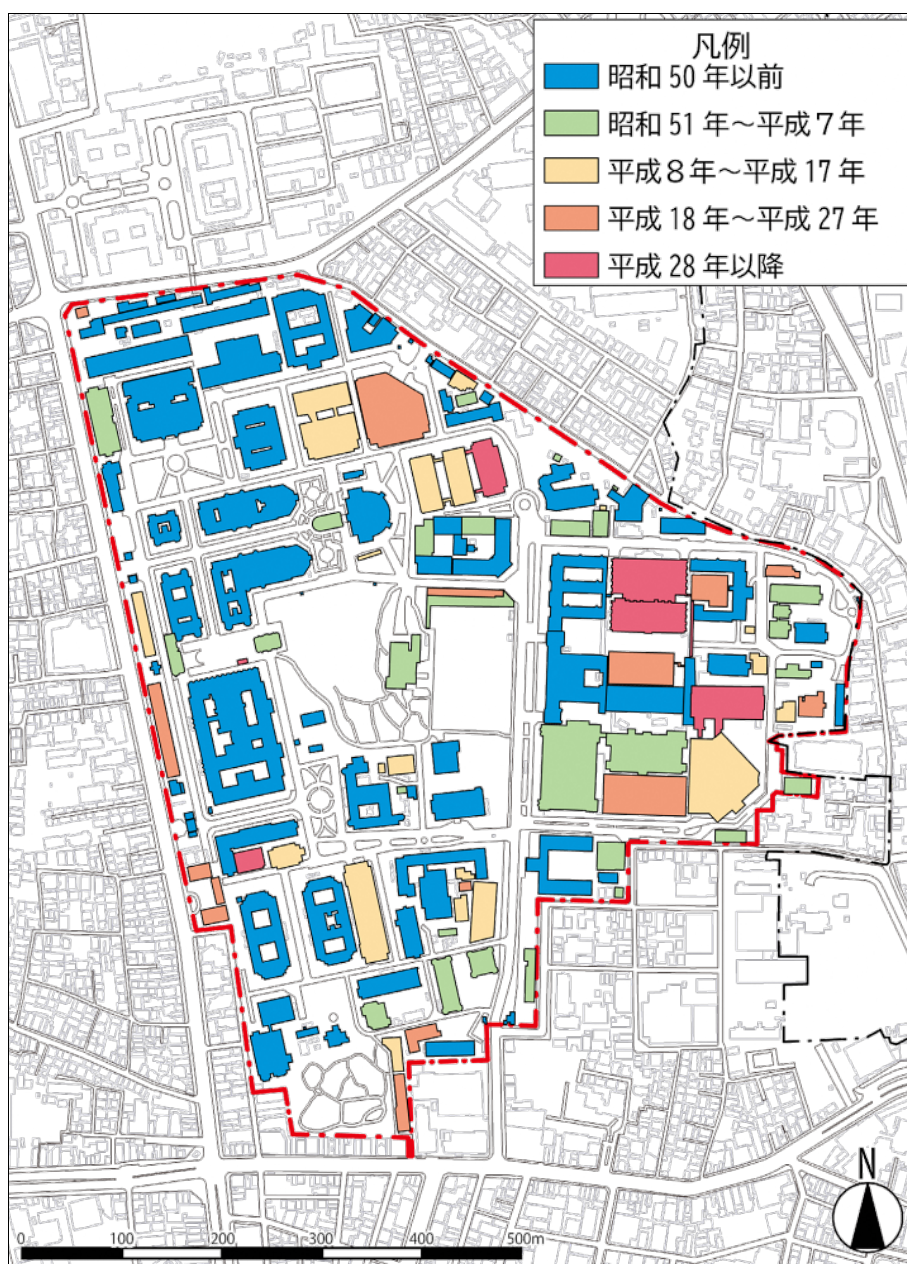 凡例
昭和 50 年以前
昭和 51 年～平成 7 年
平成 8 年～平成 17 年
平成 18 年～平成 27 年
平成 28 年以降
N
0 100 200 300 400 500m